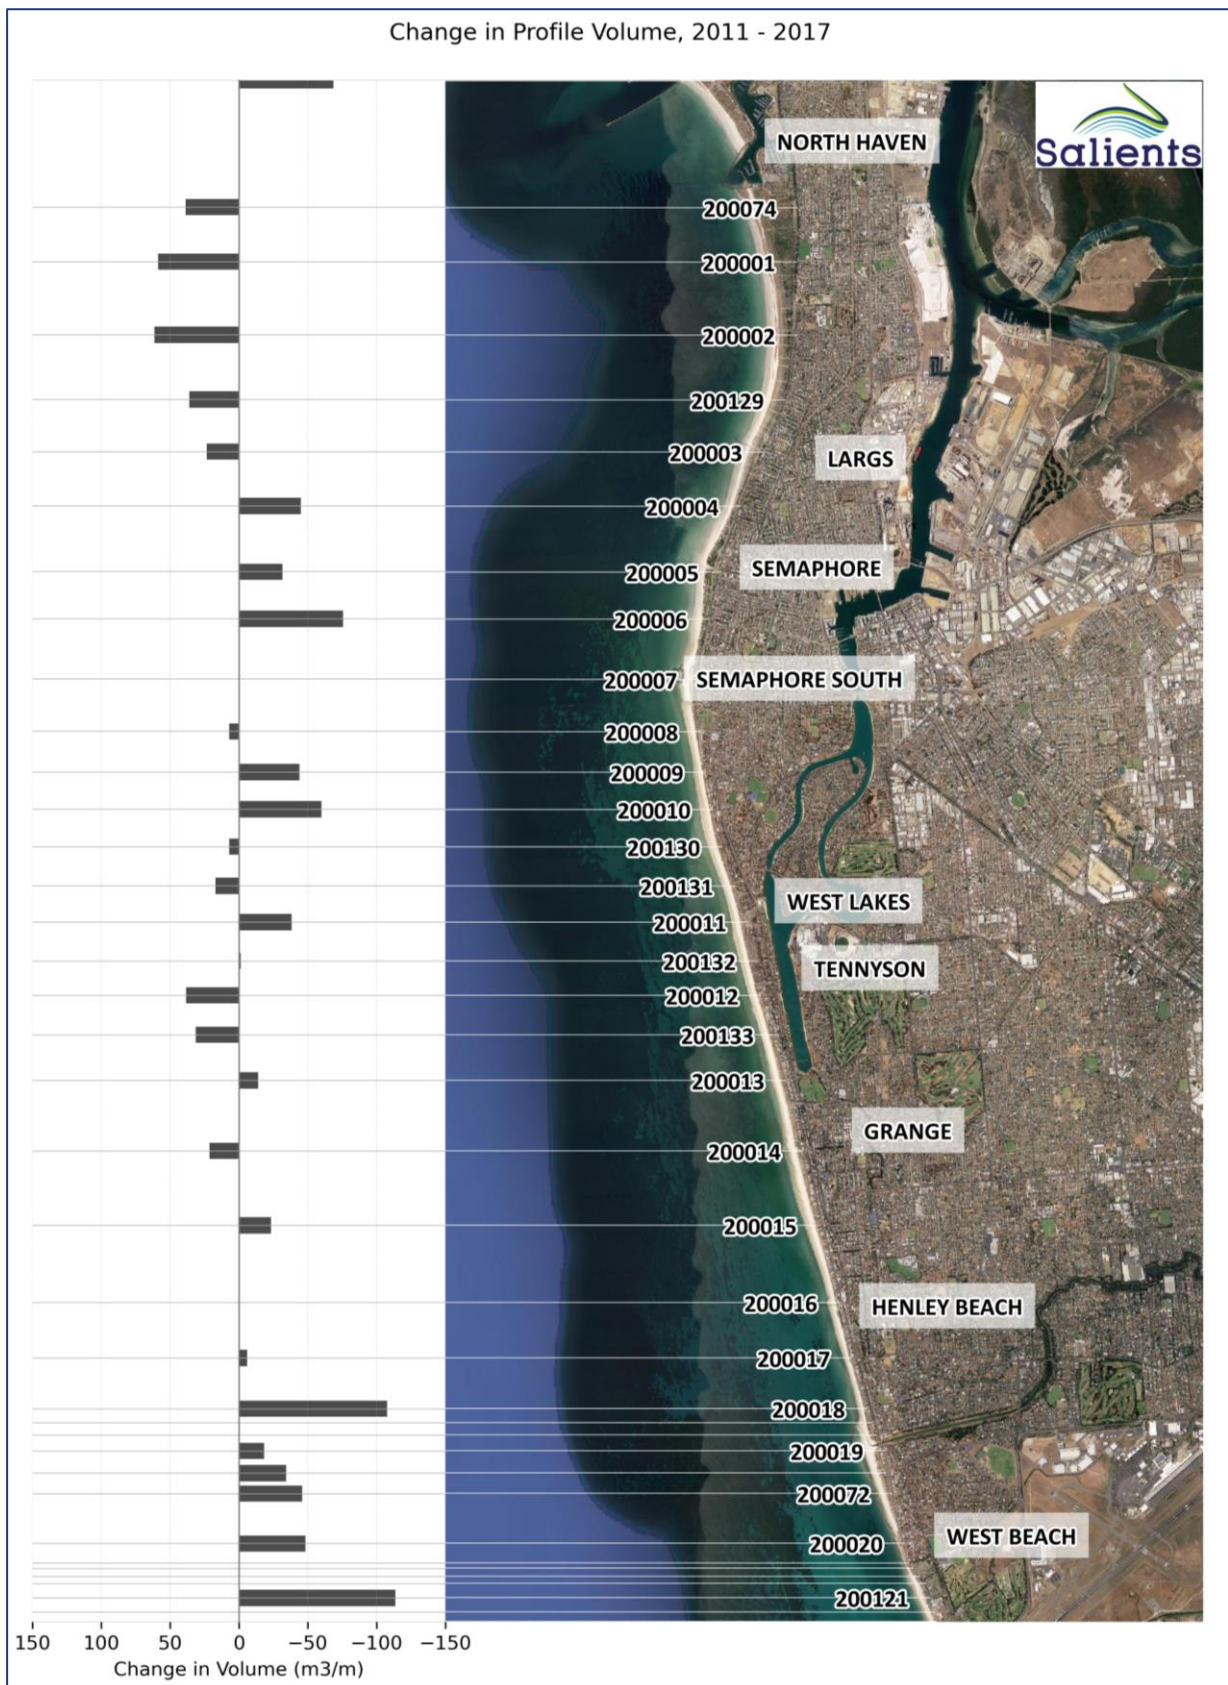 Change in Profile Volume, 2011 - 2017
Salients
NORTH HAVEN
200074
200001
200002
200129
200003
LARGS
200004
200005
SEMAPHORE
200006
200007
SEMAPHORE SOUTH
200008
200009
200010
200130
200131
WEST LAKES
200011
200132
TENNYSON
200012
200133
200013
GRANGE
200014
200015
200016
HENLEY BEACH
200017
200018
200019
200072
200020
WEST BEACH
200121
150 100 50 0 −50 −100 −150
Change in Volume (m3/m)